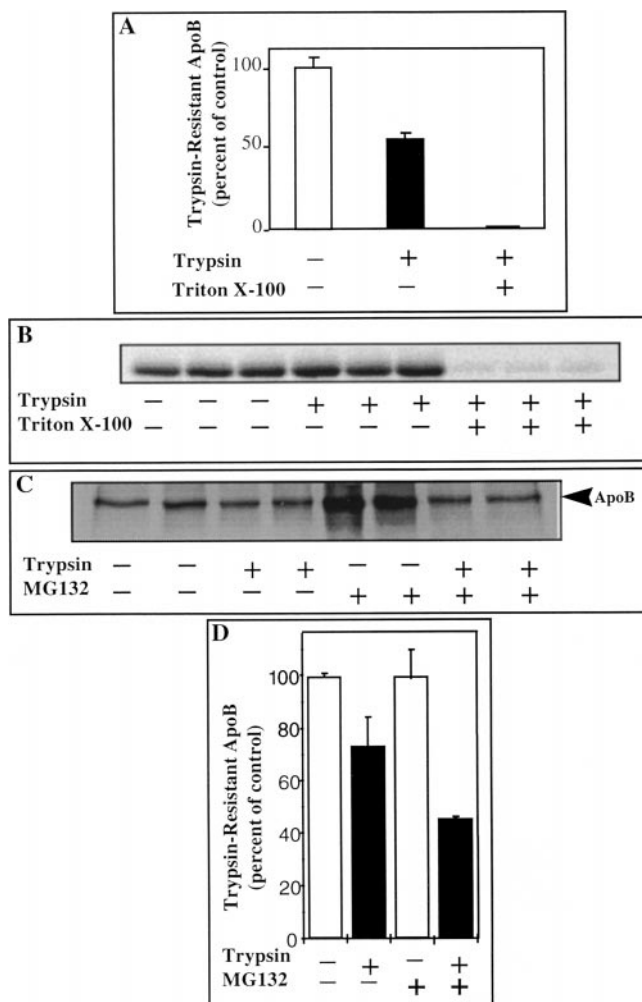 A
Trypsin-Resistant ApoB
(percent of control)
100
50
0
Trypsin − + +
Triton X-100 − − +
B
Trypsin − − − + + + + + +
Triton X-100 − − − − − − + + +
C
ApoB
Trypsin − − + + − − + +
MG132 − − − − + + + +
D
Trypsin-Resistant ApoB
(percent of control)
100
80
60
40
20
0
Trypsin − + − +
MG132 − − + +